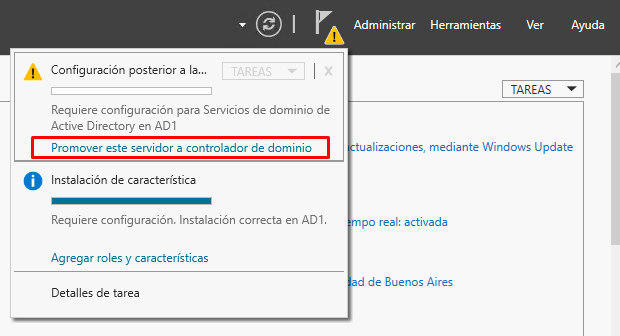 Administrar Herramientas Ver Ayuda
Configuración posterior a la...
TAREAS
X
Requiere configuración para Servicios de dominio de
Active Directory en AD1
Promover este servidor a controlador de dominio
Instalación de característica
Requiere configuración. Instalación correcta en AD1.
Agregar roles y características
Detalles de tarea
TAREAS
actualizaciones, mediante Windows Update
empo real: activada
dad de Buenos Aires